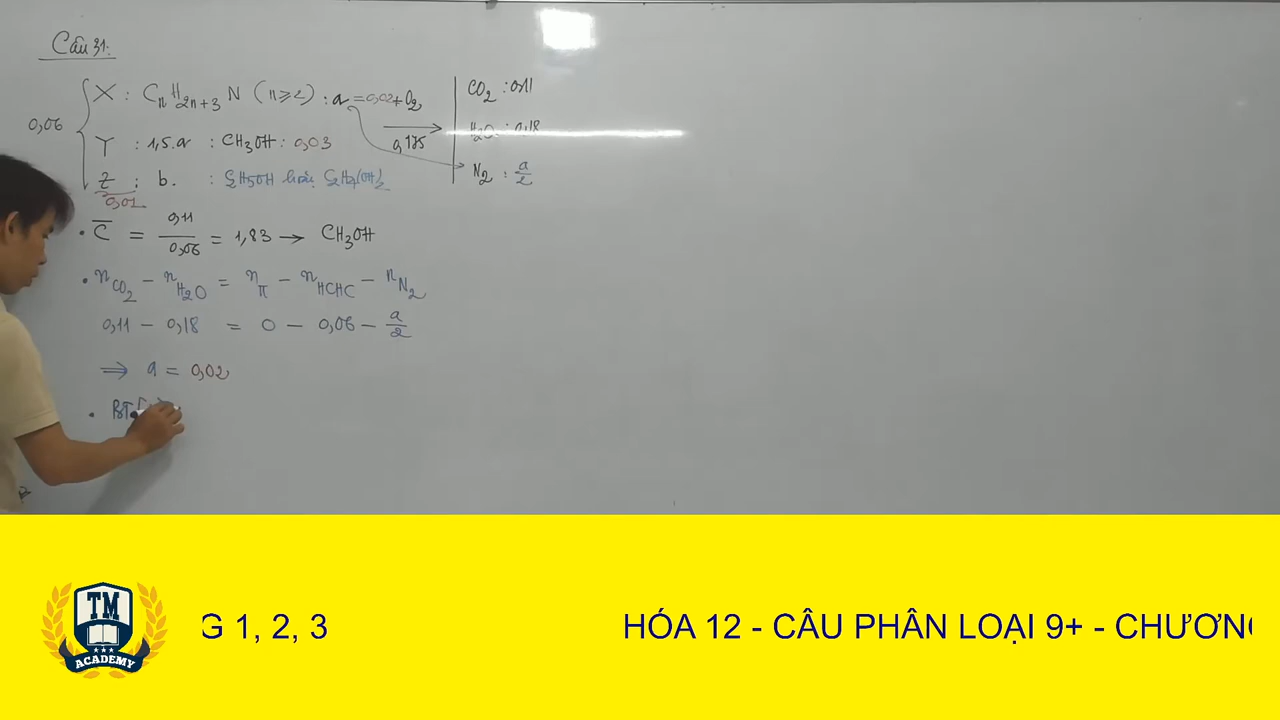 Câu 31:
0,06
X : CnH2n+3N (n≥2) : a = 0,02 + O2
Y : 1,5.a : CH3OH : 0,03
Z : b. : C2H5OH hoặc C2H4(OH)2
0,01
0,175
CO2 : 0,11
H2O : 0,18
N2 : a/2
• C̅ = 0,11/0,06 = 1,83 → CH3OH
• nCO2 − nH2O = nπ − nHCHC − nN2
0,11 − 0,18 = 0 − 0,06 − a/2
⇒ a = 0,02
• BT
TM
ACADEMY
G 1, 2, 3
HÓA 12 - CÂU PHÂN LOẠI 9+ - CHƯƠNG